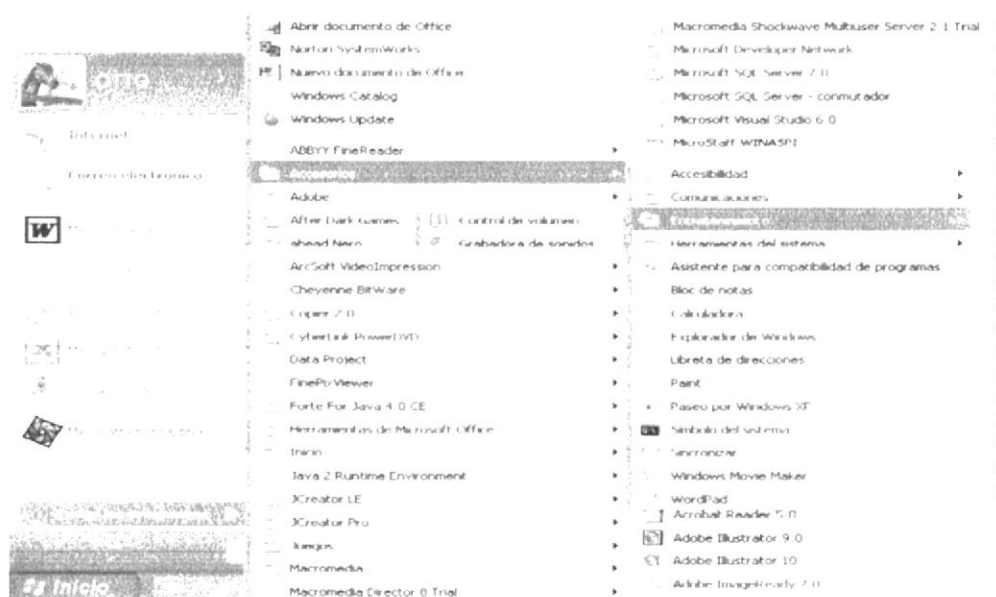 OTTO
Internet
Correo electrónico
Inicio
Abrir documento de Office
Norton SystemWorks
Nuevo documento de Office
Windows Catalog
Windows Update
ABBYY FineReader
Accesorios
Adobe
After Dark Games
ahead Nero
ArcSoft VideoImpression
Cheyenne BitWare
Copier 2.0
CyberLink PowerDVD
Data Project
FinePixViewer
Forte For Java 4.0 CE
Herramientas de Microsoft Office
Inicio
Java 2 Runtime Environment
JCreator LE
JCreator Pro
Juegos
Macromedia
Macromedia Director 8 Trial
Control de volumen
Grabadora de sonidos
Macromedia Shockwave Multiuser Server 2.1 Trial
Microsoft Developer Network
Microsoft SQL Server 7.0
Microsoft SQL Server - conmutador
Microsoft Visual Studio 6.0
MicroStaff WINASPI
Accesibilidad
Comunicaciones
Herramientas del sistema
Asistente para compatibilidad de programas
Bloc de notas
Calculadora
Explorador de Windows
Libreta de direcciones
Paint
Paseo por Windows XP
Símbolo del sistema
Sincronizar
Windows Movie Maker
WordPad
Acrobat Reader 5.0
Adobe Illustrator 9.0
Adobe Illustrator 10
Adobe ImageReady 7.0